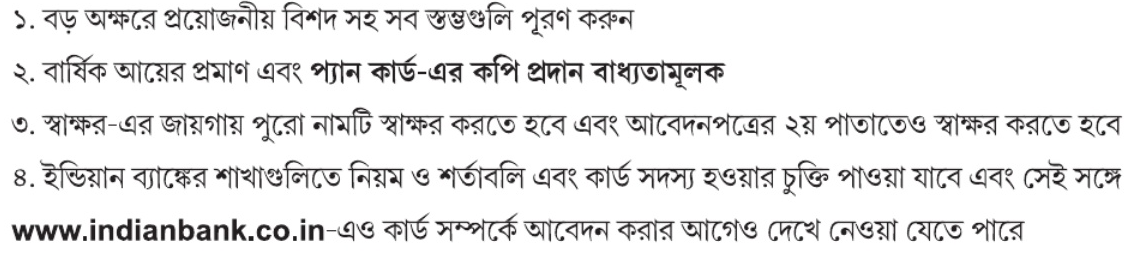 ১. বড় অক্ষরে প্রয়োজনীয় বিশদ সহ সব স্তম্ভগুলি পূরণ করুন
২. বার্ষিক আয়ের প্রমাণ এবং প্যান কার্ড-এর কপি প্রদান বাধ্যতামূলক
৩. স্বাক্ষর-এর জায়গায় পুরো নামটি স্বাক্ষর করতে হবে এবং আবেদনপত্রের ২য় পাতাতেও স্বাক্ষর করতে হবে
৪. ইন্ডিয়ান ব্যাঙ্কের শাখাগুলিতে নিয়ম ও শর্তাবলি এবং কার্ড সদস্য হওয়ার চুক্তি পাওয়া যাবে এবং সেই সঙ্গে
www.indianbank.co.in-এও কার্ড সম্পর্কে আবেদন করার আগেও দেখে নেওয়া যেতে পারে